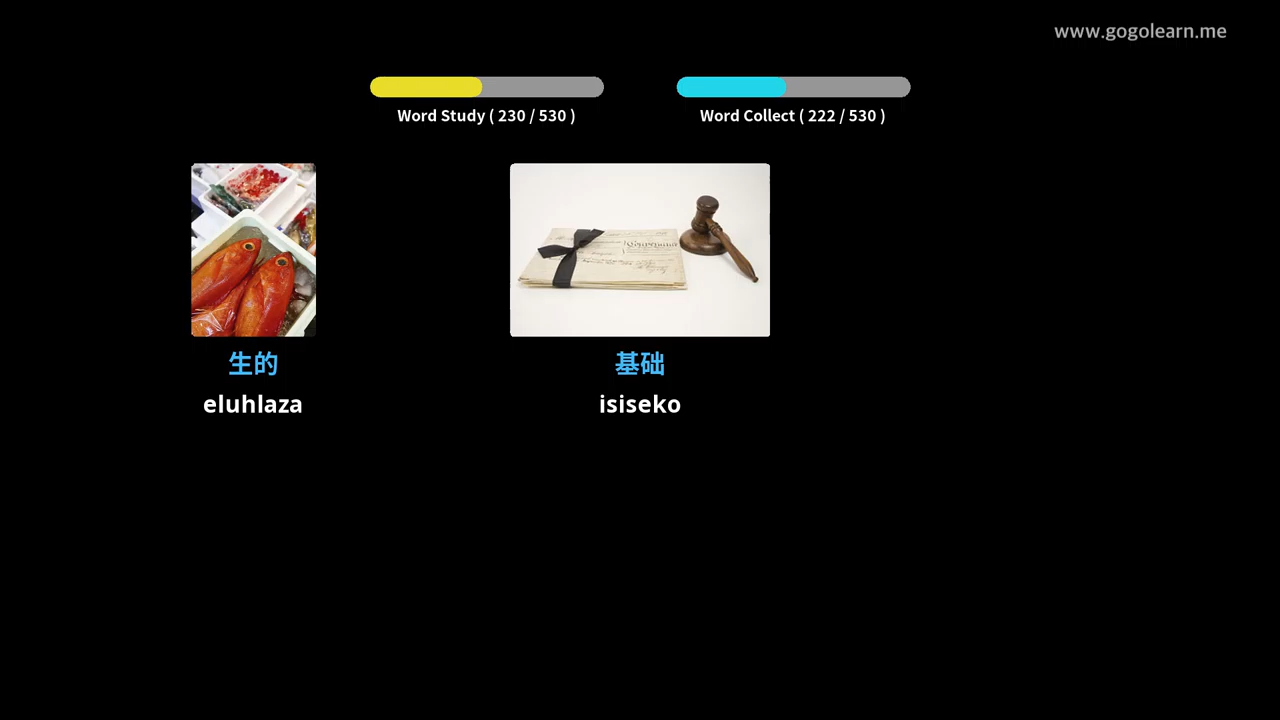 www.gogolearn.me
Word Study ( 230 / 530 )
Word Collect ( 222 / 530 )
生的
eluhlaza
基础
isiseko